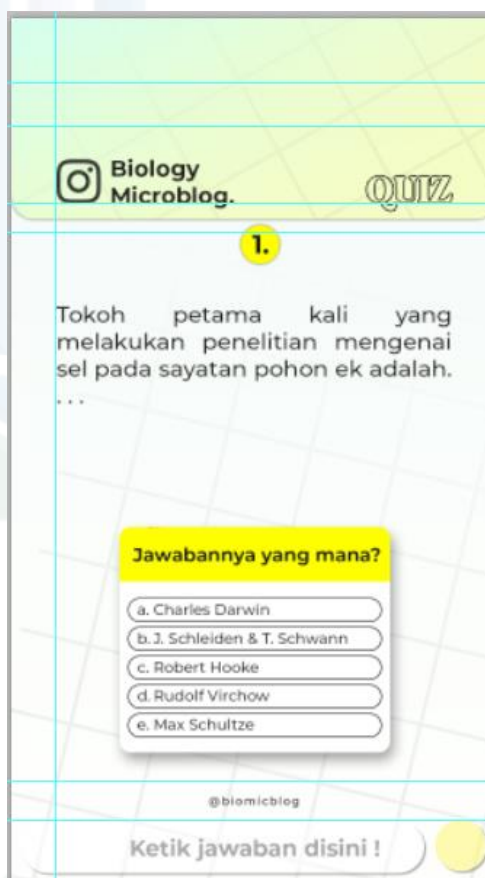 Biology
Microblog.
QUIZ
1.
Tokoh petama kali yang
melakukan penelitian mengenai
sel pada sayatan pohon ek adalah.
. . .
Jawabannya yang mana?
a. Charles Darwin
b. J. Schleiden & T. Schwann
c. Robert Hooke
d. Rudolf Virchow
e. Max Schultze
@biomicblog
Ketik jawaban disini !